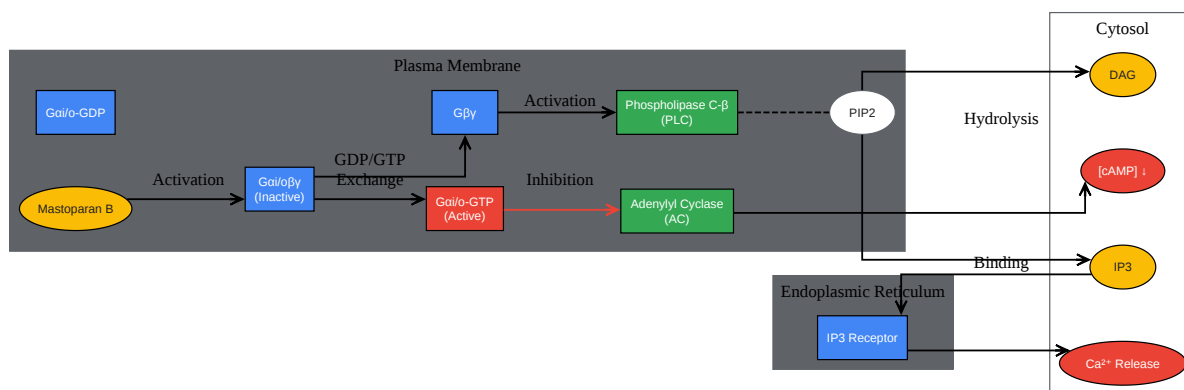 Cytosol
Plasma Membrane
DAG
Gαi/o-GDP
Gβγ
Activation
Phospholipase C-β
(PLC)
PIP2
Hydrolysis
GDP/GTP
Exchange
Activation
Gαi/oβγ
(Inactive)
Inhibition
[cAMP] ↓
Mastoparan B
Gαi/o-GTP
(Active)
Adenylyl Cyclase
(AC)
Binding
IP3
Endoplasmic Reticulum
IP3 Receptor
Ca²⁺ Release